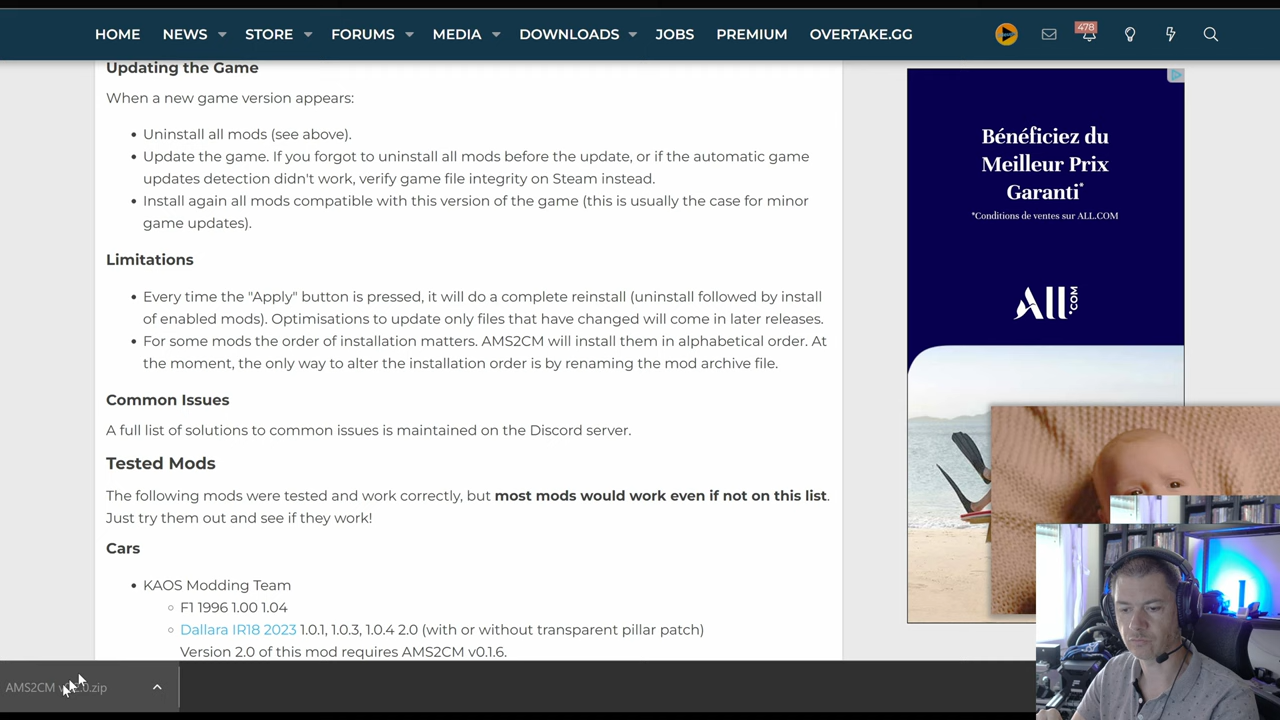 HOME NEWS STORE FORUMS MEDIA DOWNLOADS JOBS PREMIUM OVERTAKE.GG
478
Updating the Game
When a new game version appears:
Uninstall all mods (see above).
Update the game. If you forgot to uninstall all mods before the update, or if the automatic game
updates detection didn't work, verify game file integrity on Steam instead.
Install again all mods compatible with this version of the game (this is usually the case for minor
game updates).
Limitations
Every time the "Apply" button is pressed, it will do a complete reinstall (uninstall followed by install
of enabled mods). Optimisations to update only files that have changed will come in later releases.
For some mods the order of installation matters. AMS2CM will install them in alphabetical order. At
the moment, the only way to alter the installation order is by renaming the mod archive file.
Common Issues
A full list of solutions to common issues is maintained on the Discord server.
Tested Mods
The following mods were tested and work correctly, but most mods would work even if not on this list.
Just try them out and see if they work!
Cars
KAOS Modding Team
F1 1996 1.00 1.04
Dallara IR18 2023 1.0.1, 1.0.3, 1.0.4 2.0 (with or without transparent pillar patch)
Version 2.0 of this mod requires AMS2CM v0.1.6.
Bénéficiez du
Meilleur Prix
Garanti*
*Conditions de ventes sur ALL.COM
ALL.COM
AMS2CM